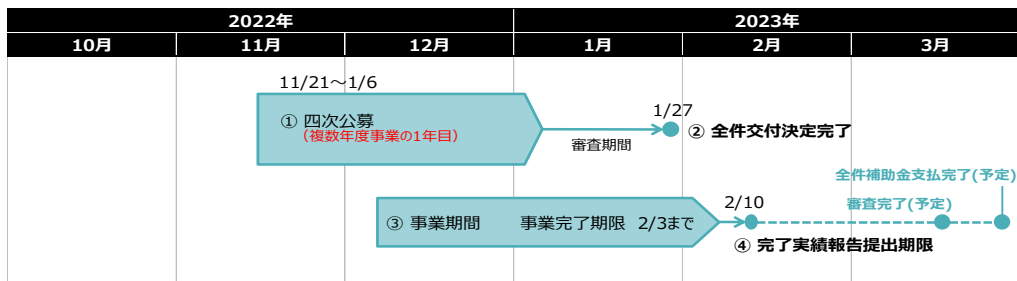 2022年 2023年
10月 11月 12月 1月 2月 3月
11/21～1/6
① 四次公募
（複数年度事業の1年目）
審査期間
1/27
② 全件交付決定完了
③ 事業期間 事業完了期限 2/3まで
2/10
④ 完了実績報告提出期限
全件補助金支払完了(予定)
審査完了(予定)